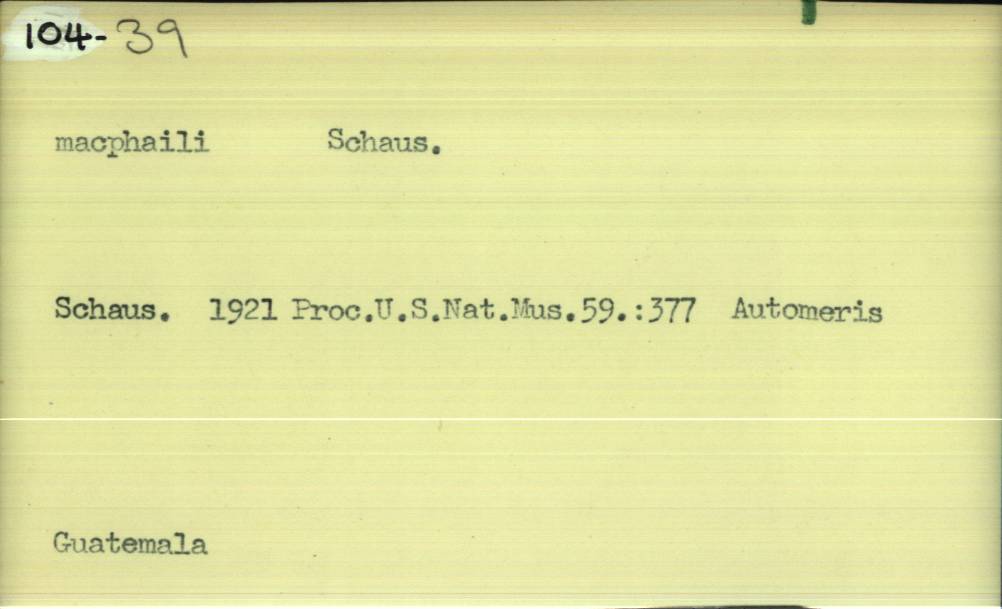 104-39
macphaili Schaus.
Schaus. 1921 Proc.U.S.Nat.Mus.59.:377 Automeris
Guatemala